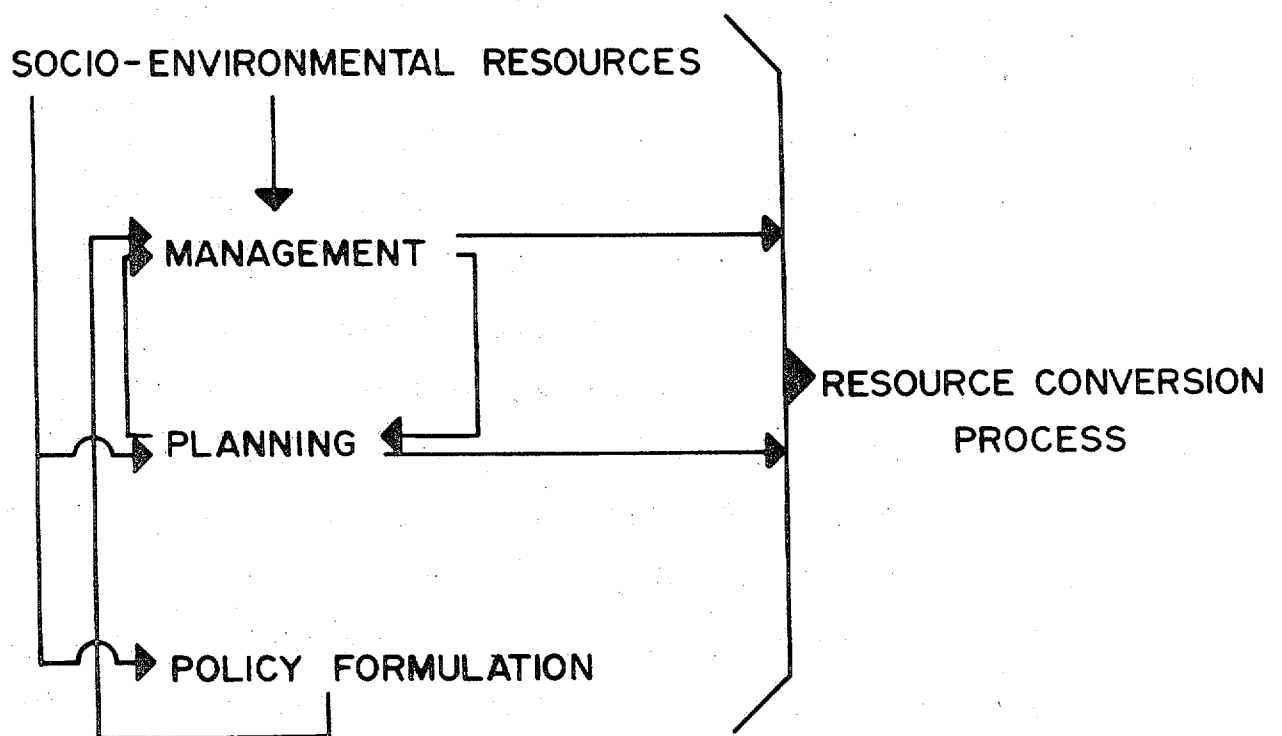 SOCIO-ENVIRONMENTAL RESOURCES
MANAGEMENT
PLANNING
RESOURCE CONVERSION
PROCESS
POLICY FORMULATION